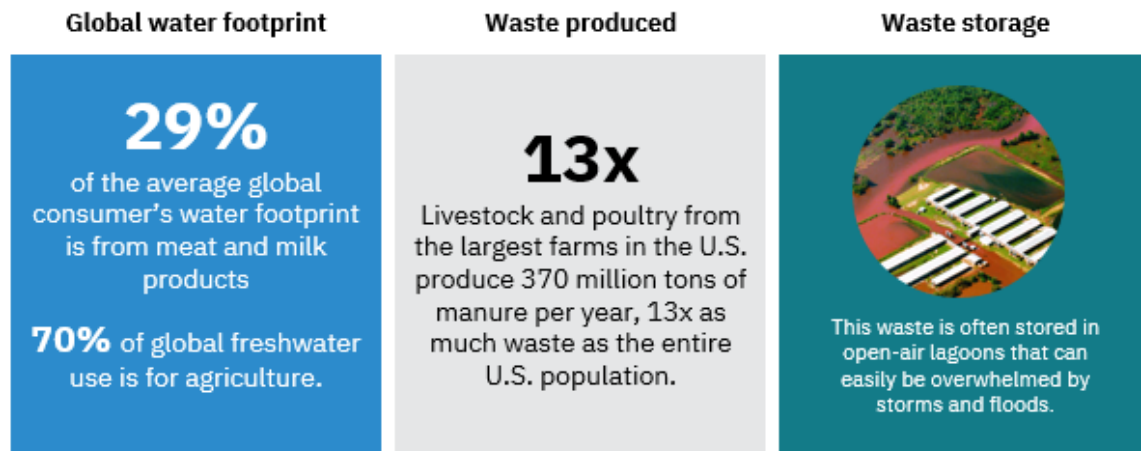 Global water footprint
29%
of the average global
consumer's water footprint
is from meat and milk
products
70% of global freshwater
use is for agriculture.
Waste produced
13x
Livestock and poultry from
the largest farms in the U.S.
produce 370 million tons of
manure per year, 13x as
much waste as the entire
U.S. population.
Waste storage
This waste is often stored in
open-air lagoons that can
easily be overwhelmed by
storms and floods.